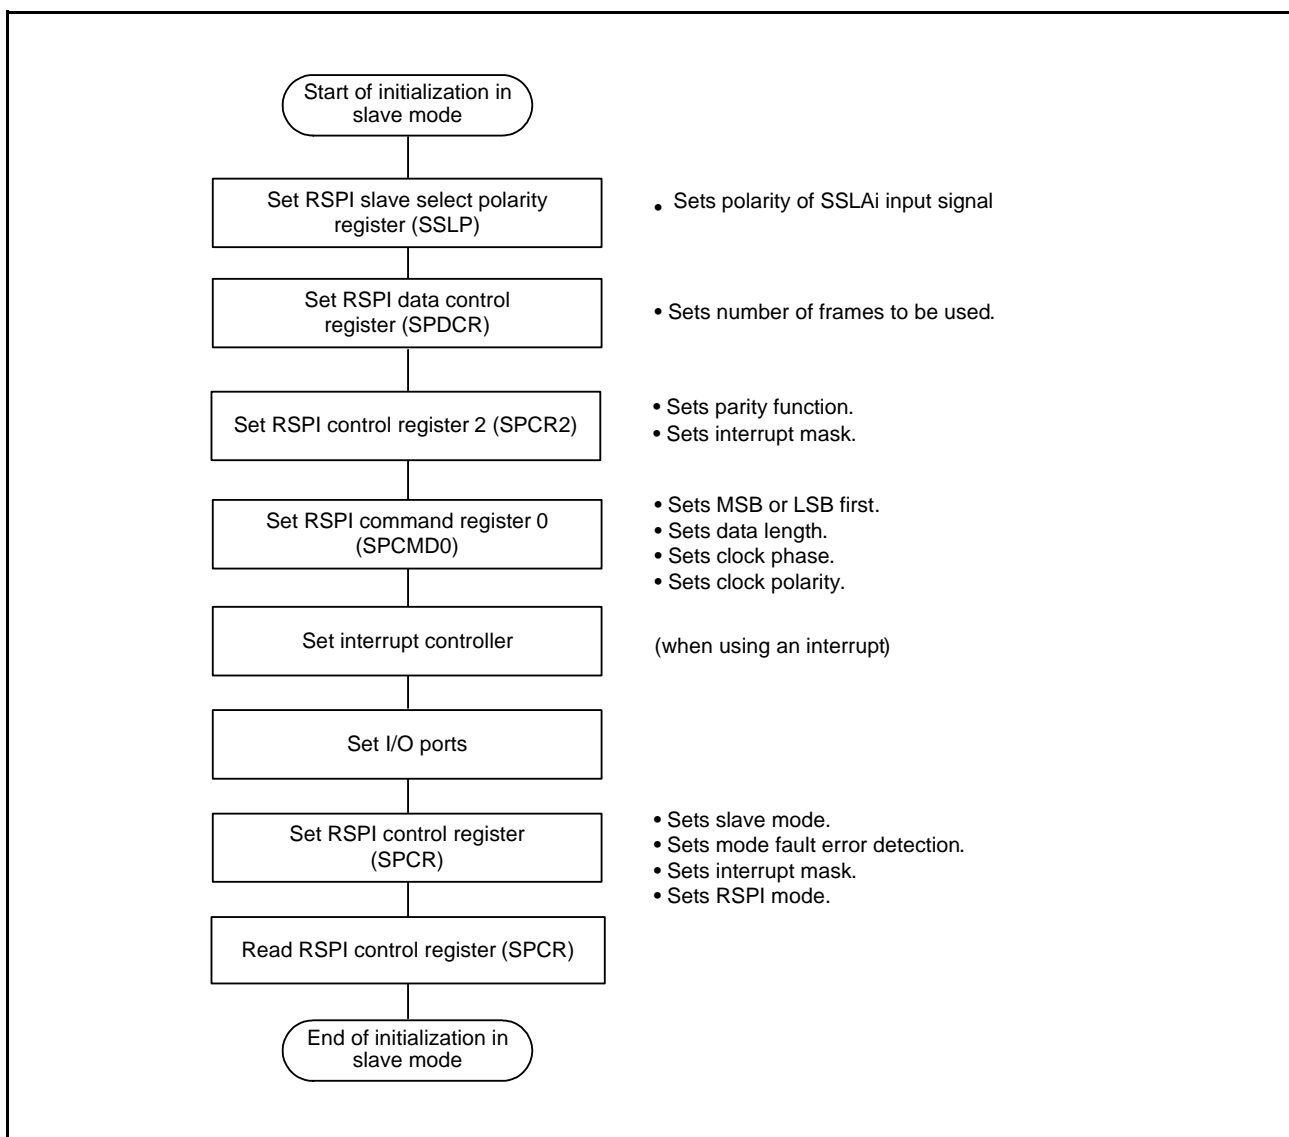 Start of initialization in
slave mode
Set RSPI slave select polarity
register (SSLP)
• Sets polarity of SSLAi input signal
Set RSPI data control
register (SPDCR)
• Sets number of frames to be used.
Set RSPI control register 2 (SPCR2)
• Sets parity function.
• Sets interrupt mask.
Set RSPI command register 0
(SPCMD0)
• Sets MSB or LSB first.
• Sets data length.
• Sets clock phase.
• Sets clock polarity.
Set interrupt controller
(when using an interrupt)
Set I/O ports
Set RSPI control register
(SPCR)
• Sets slave mode.
• Sets mode fault error detection.
• Sets interrupt mask.
• Sets RSPI mode.
Read RSPI control register (SPCR)
End of initialization in
slave mode